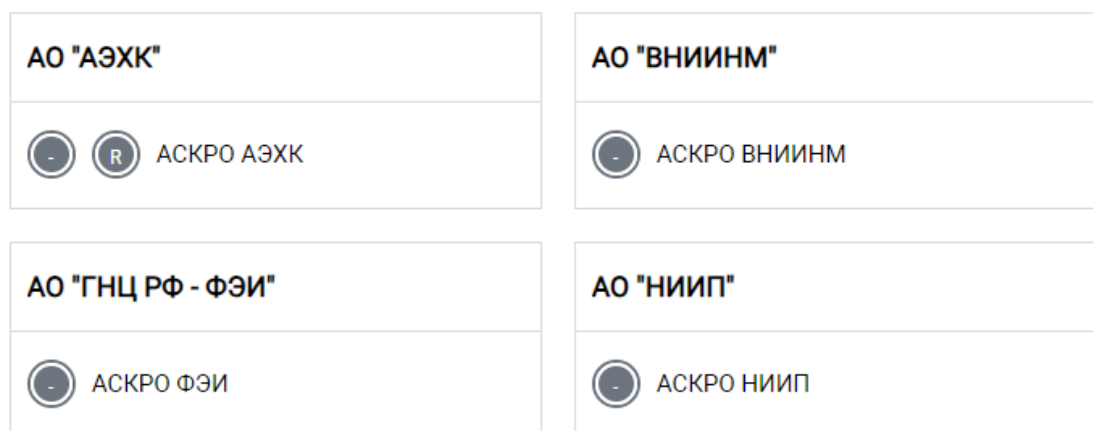 АО "АЭХК"
- R АСКРО АЭХК
АО "ВНИИНМ"
- АСКРО ВНИИНМ
АО "ГНЦ РФ - ФЭИ"
- АСКРО ФЭИ
АО "НИИП"
- АСКРО НИИП